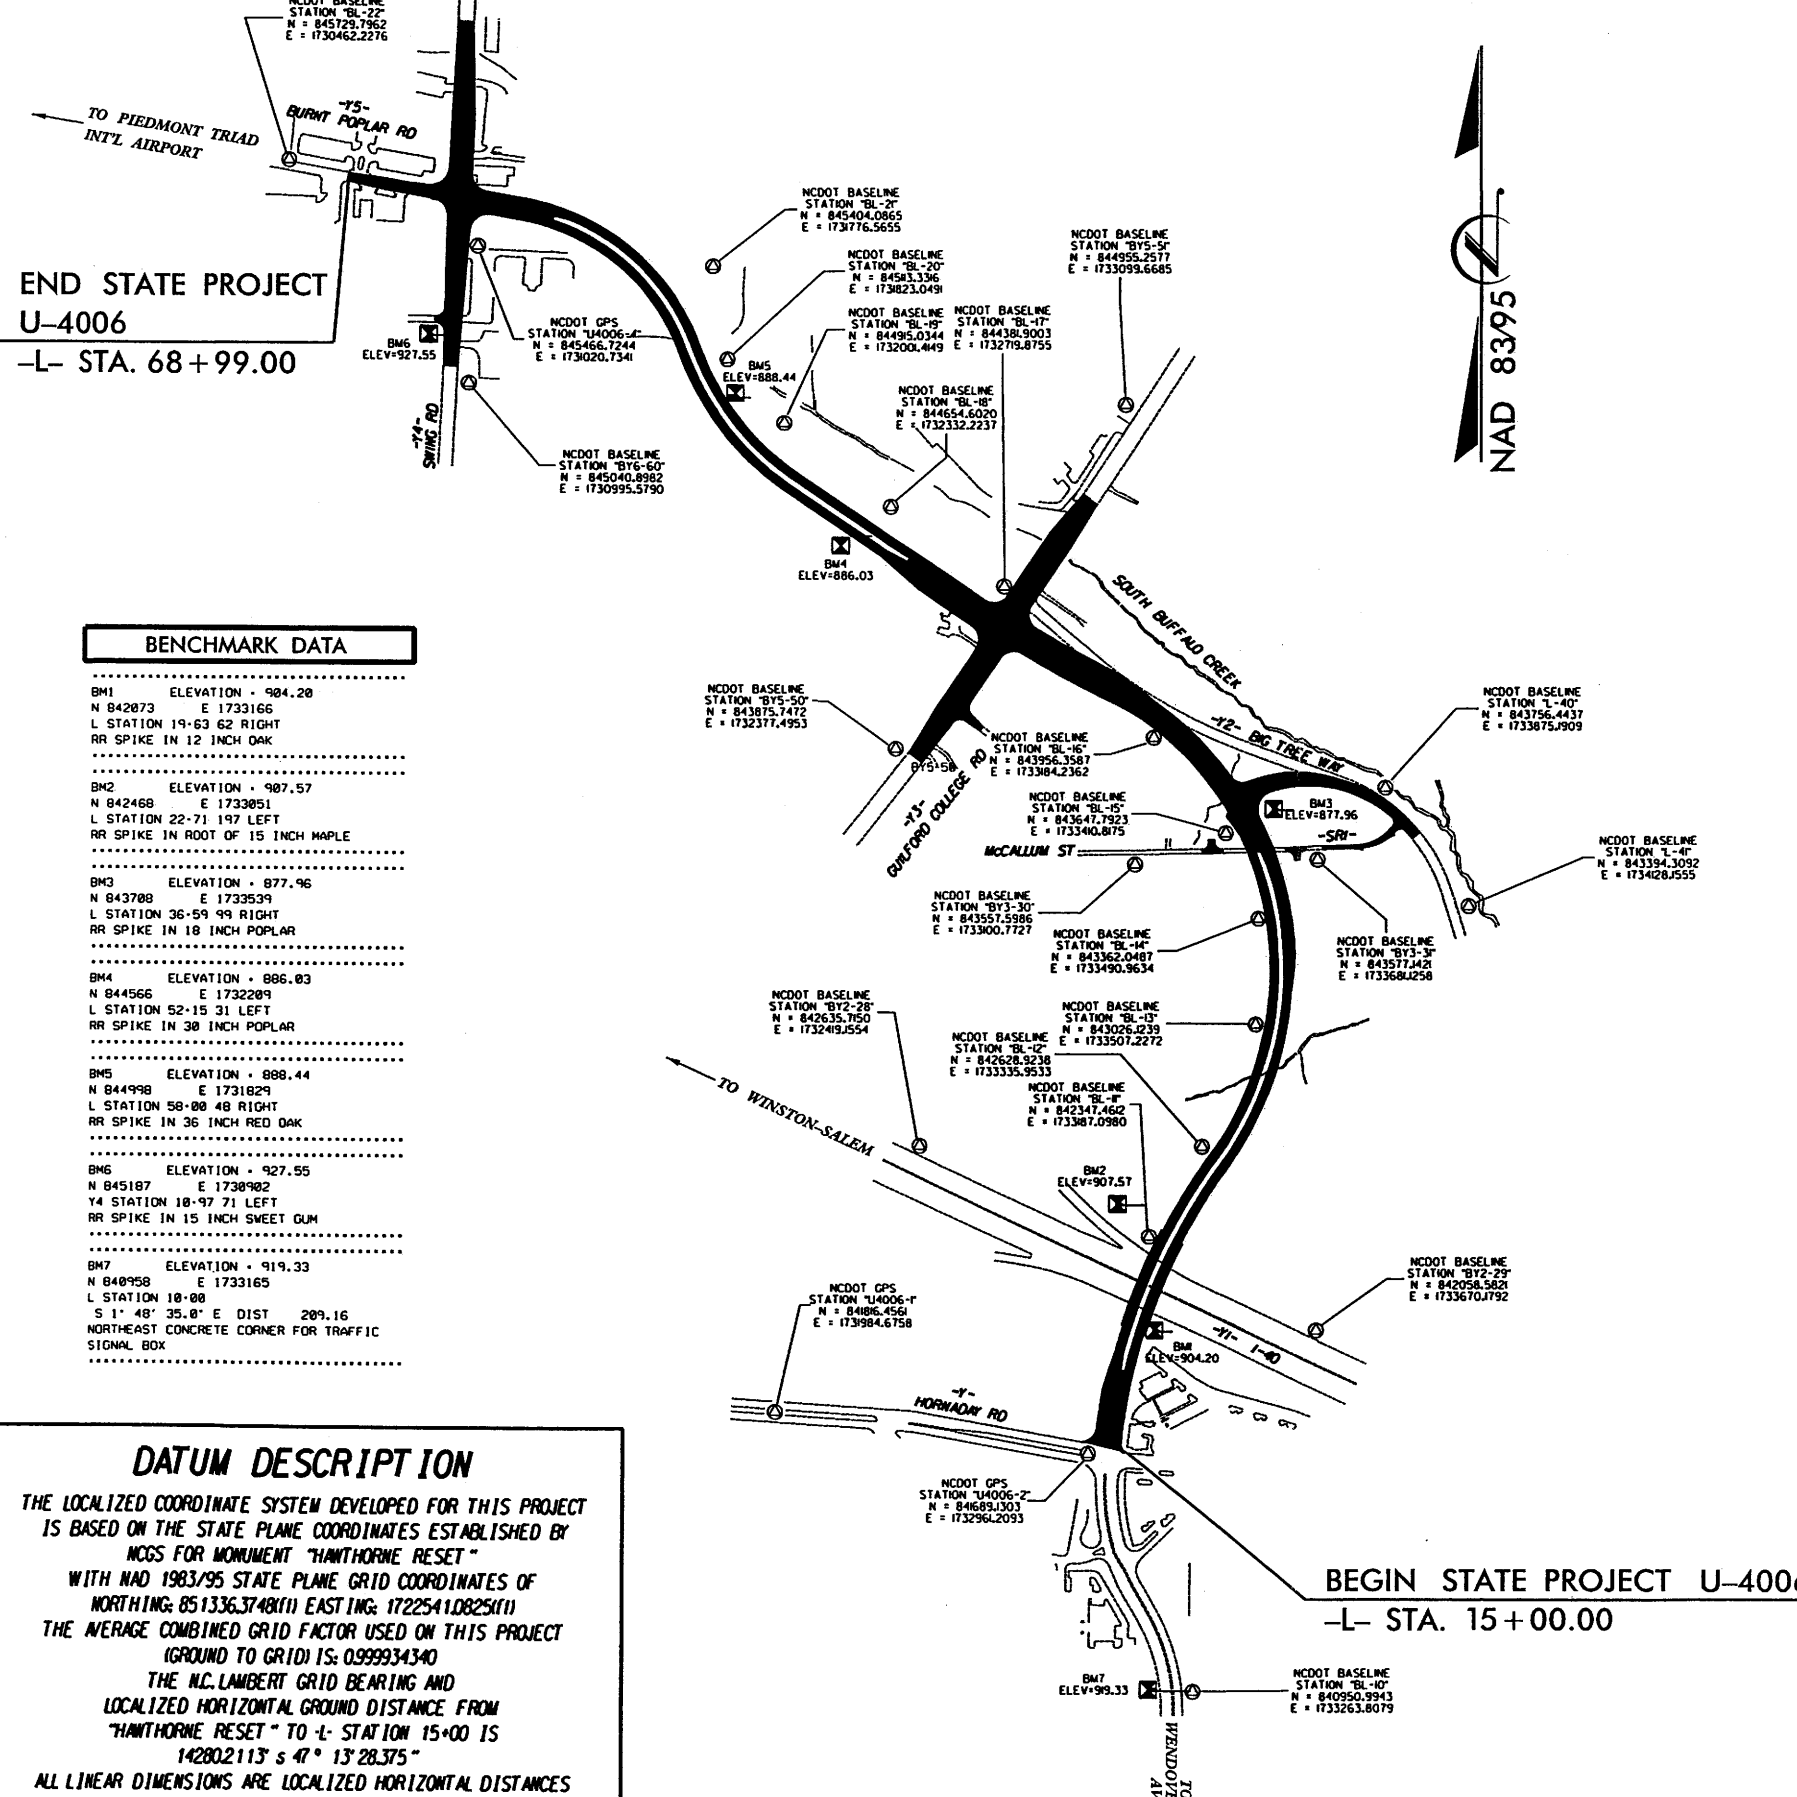 NCDOT BASELINE
STATION "BL-22"
N = 845729.7962
E = 1730462.2276
TO PIEDMONT TRIAD
INT'L AIRPORT
-Y5-
BURNT POPLAR RD
END STATE PROJECT
U-4006
-L- STA. 68+99.00
BM6
ELEV=927.55
-Y4-
SWING RD
NCDOT GPS
STATION "U4006-4"
N = 845466.7244
E = 1731020.7341
NCDOT BASELINE
STATION "BY6-60"
N = 845040.8982
E = 1730995.5790
NCDOT BASELINE
STATION "BL-21"
N = 845404.0865
E = 1731776.5655
NCDOT BASELINE
STATION "BL-20"
N = 845113.3316
E = 1731823.0491
NCDOT BASELINE
STATION "BL-19"
N = 844915.0344
E = 1732001.4149
NCDOT BASELINE
STATION "BL-17"
N = 844381.9003
E = 1732719.8755
NCDOT BASELINE
STATION "BY5-51"
N = 844955.2577
E = 1733099.6685
BM5
ELEV=888.44
NCDOT BASELINE
STATION "BL-18"
N = 844654.6020
E = 1732332.2237
BM4
ELEV=886.03
NAD 83/95
SOUTH BUFFALO CREEK
-Y2- BIG TREE WAY
NCDOT BASELINE
STATION "BY5-50"
N = 843875.7472
E = 1732377.4953
BY5-50
-Y3-
GUILFORD COLLEGE RD
NCDOT BASELINE
STATION "BL-16"
N = 843956.3587
E = 1733184.2362
NCDOT BASELINE
STATION "L-40"
N = 843756.4437
E = 1733875.1909
NCDOT BASELINE
STATION "BL-15"
N = 843647.7923
E = 1733410.8175
BM3
ELEV=877.96
-SR1-
McCALLUM ST
NCDOT BASELINE
STATION "L-41"
N = 843394.3092
E = 1734128.1555
NCDOT BASELINE
STATION "BY3-30"
N = 843557.5986
E = 1733100.7727
NCDOT BASELINE
STATION "BL-14"
N = 843362.0487
E = 1733490.9634
NCDOT BASELINE
STATION "BY3-31"
N = 843577.1421
E = 1733681.1258
NCDOT BASELINE
STATION "BY2-28"
N = 842635.7150
E = 1732419.1554
NCDOT BASELINE
STATION "BL-13"
N = 843026.1239
E = 1733507.2272
NCDOT BASELINE
STATION "BL-12"
N = 842628.9238
E = 1733335.9533
NCDOT BASELINE
STATION "BL-11"
N = 842347.4612
E = 1733187.0980
TO WINSTON-SALEM
BM2
ELEV=907.57
NCDOT BASELINE
STATION "BY2-29"
N = 842058.5821
E = 1733670.1792
NCDOT GPS
STATION "U4006-1"
N = 841816.4561
E = 1731984.6758
BM1
ELEV=904.20
-Y1-
I-40
-Y-
HORNADAY RD
NCDOT GPS
STATION "U4006-2"
N = 841689.1303
E = 1732961.2093
BEGIN STATE PROJECT U-4006
-L- STA. 15+00.00
BM7
ELEV=919.33
NCDOT BASELINE
STATION "BL-10"
N = 840950.9943
E = 1733263.8079
TO
WENDOVE
AV
BENCHMARK DATA
BM1 ELEVATION = 904.20
N 842073 E 1733166
L STATION 19+63 62 RIGHT
RR SPIKE IN 12 INCH OAK
BM2 ELEVATION = 907.57
N 842468 E 1733051
L STATION 22+71 197 LEFT
RR SPIKE IN ROOT OF 15 INCH MAPLE
BM3 ELEVATION = 877.96
N 843708 E 1733539
L STATION 36+59 99 RIGHT
RR SPIKE IN 18 INCH POPLAR
BM4 ELEVATION = 886.03
N 844566 E 1732209
L STATION 52+15 31 LEFT
RR SPIKE IN 30 INCH POPLAR
BM5 ELEVATION = 888.44
N 844998 E 1731829
L STATION 58+00 48 RIGHT
RR SPIKE IN 36 INCH RED OAK
BM6 ELEVATION = 927.55
N 845187 E 1730902
Y4 STATION 10+97 71 LEFT
RR SPIKE IN 15 INCH SWEET GUM
BM7 ELEVATION = 919.33
N 840958 E 1733165
L STATION 10+00
S 1° 48' 35.0" E DIST 209.16
NORTHEAST CONCRETE CORNER FOR TRAFFIC
SIGNAL BOX
DATUM DESCRIPTION
THE LOCALIZED COORDINATE SYSTEM DEVELOPED FOR THIS PROJECT
IS BASED ON THE STATE PLANE COORDINATES ESTABLISHED BY
NCGS FOR MONUMENT "HAWTHORNE RESET"
WITH NAD 1983/95 STATE PLANE GRID COORDINATES OF
NORTHING: 851336.3748(ft) EASTING: 1722541.0825(ft)
THE AVERAGE COMBINED GRID FACTOR USED ON THIS PROJECT
(GROUND TO GRID) IS: 0.999934340
THE N.C. LAMBERT GRID BEARING AND
LOCALIZED HORIZONTAL GROUND DISTANCE FROM
"HAWTHORNE RESET" TO -L- STATION 15+00 IS
14280.2113' s 47° 13' 28.375"
ALL LINEAR DIMENSIONS ARE LOCALIZED HORIZONTAL DISTANCES